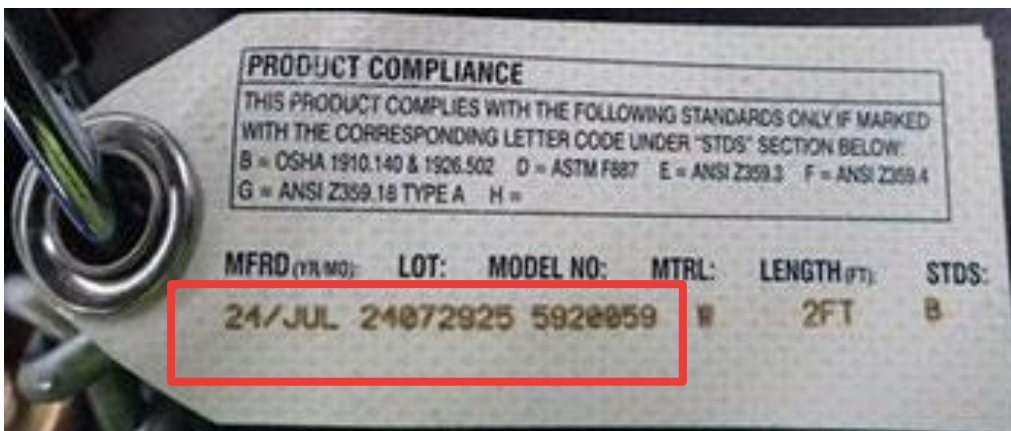 PRODUCT COMPLIANCE
THIS PRODUCT COMPLIES WITH THE FOLLOWING STANDARDS ONLY IF MARKED
WITH THE CORRESPONDING LETTER CODE UNDER "STDS" SECTION BELOW:
B = OSHA 1910.140 & 1926.502 D = ASTM F887 E = ANSI Z359.3 F = ANSI Z359.4
G = ANSI Z359.18 TYPE A H =
MFRD (YR/MO): LOT: MODEL NO: MTRL: LENGTH (FT): STDS:
24/JUL 24072925 5920059 W 2FT B